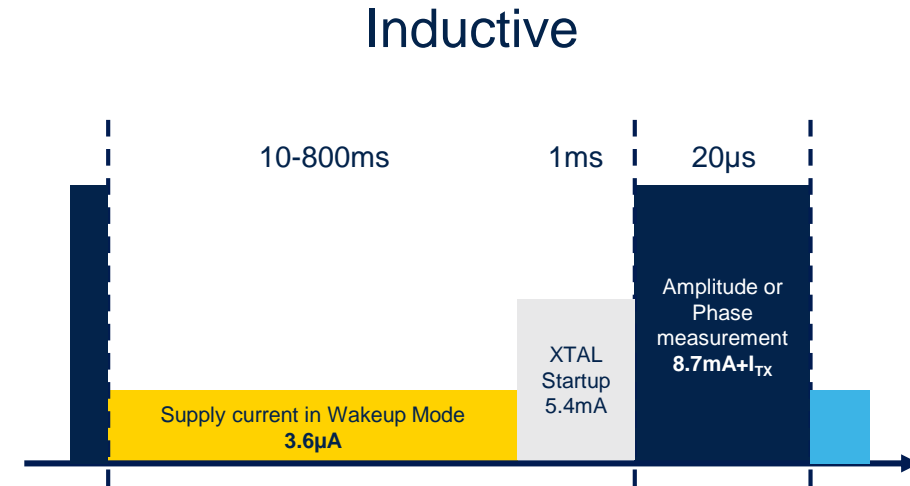 Inductive
10-800ms
1ms
20µs
Supply current in Wakeup Mode
3.6µA
XTAL
Startup
5.4mA
Amplitude or
Phase
measurement
8.7mA+I_TX